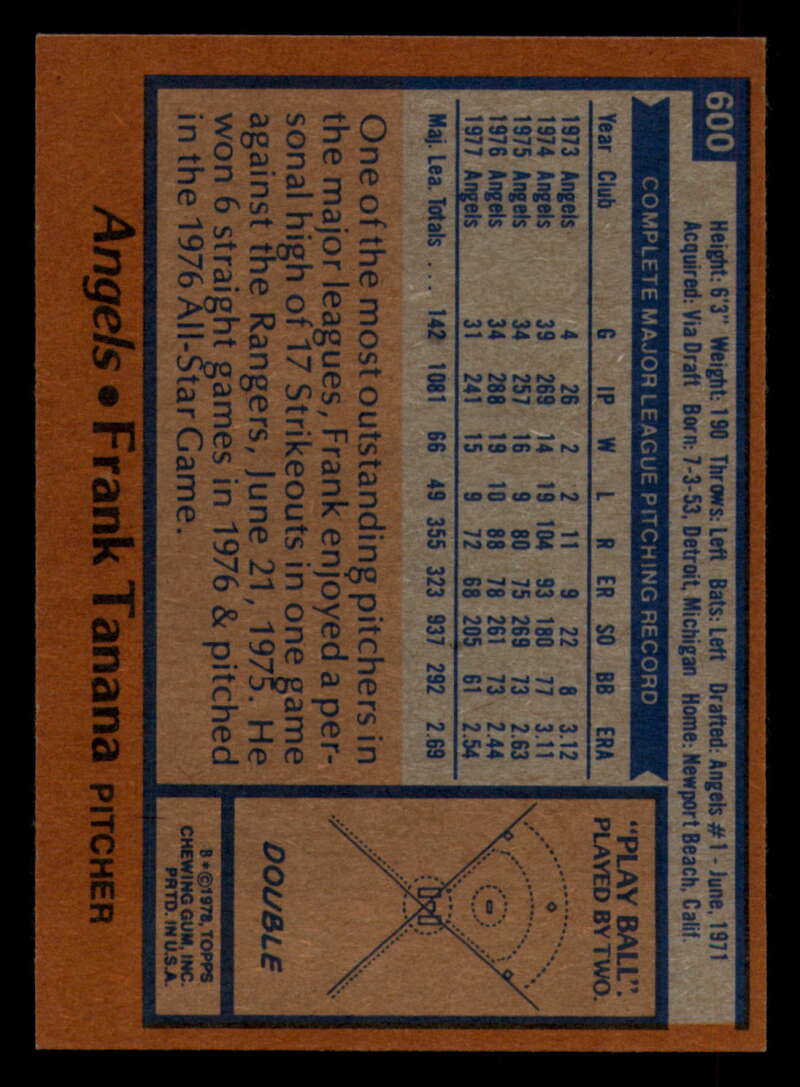 600
Height: 6'3" Weight: 190 Throws: Left Bats: Left Drafted: Angels #1 - June, 1971
Acquired: Via Draft Born: 7-3-53, Detroit, Michigan Home: Newport Beach, Calif.
COMPLETE MAJOR LEAGUE PITCHING RECORD
Year Club G IP W L R ER SO BB ERA
1973 Angels 4 26 2 2 11 9 22 8 3.12
1974 Angels 39 269 14 19 104 93 180 77 3.11
1975 Angels 34 257 16 9 80 75 269 73 2.63
1976 Angels 34 288 19 10 88 78 261 73 2.44
1977 Angels 31 241 15 9 72 68 205 61 2.54
Maj. Lea. Totals ... 142 1081 66 49 355 323 937 292 2.69
One of the most outstanding pitchers in
the major leagues, Frank enjoyed a per-
sonal high of 17 Strikeouts in one game
against the Rangers, June 21, 1975. He
won 6 straight games in 1976 & pitched
in the 1976 All-Star Game.
"PLAY BALL":
PLAYED BY TWO.
DOUBLE
B*©1978, TOPPS
CHEWING GUM, INC.
PRTD. IN U.S.A.
Angels • Frank Tanana PITCHER